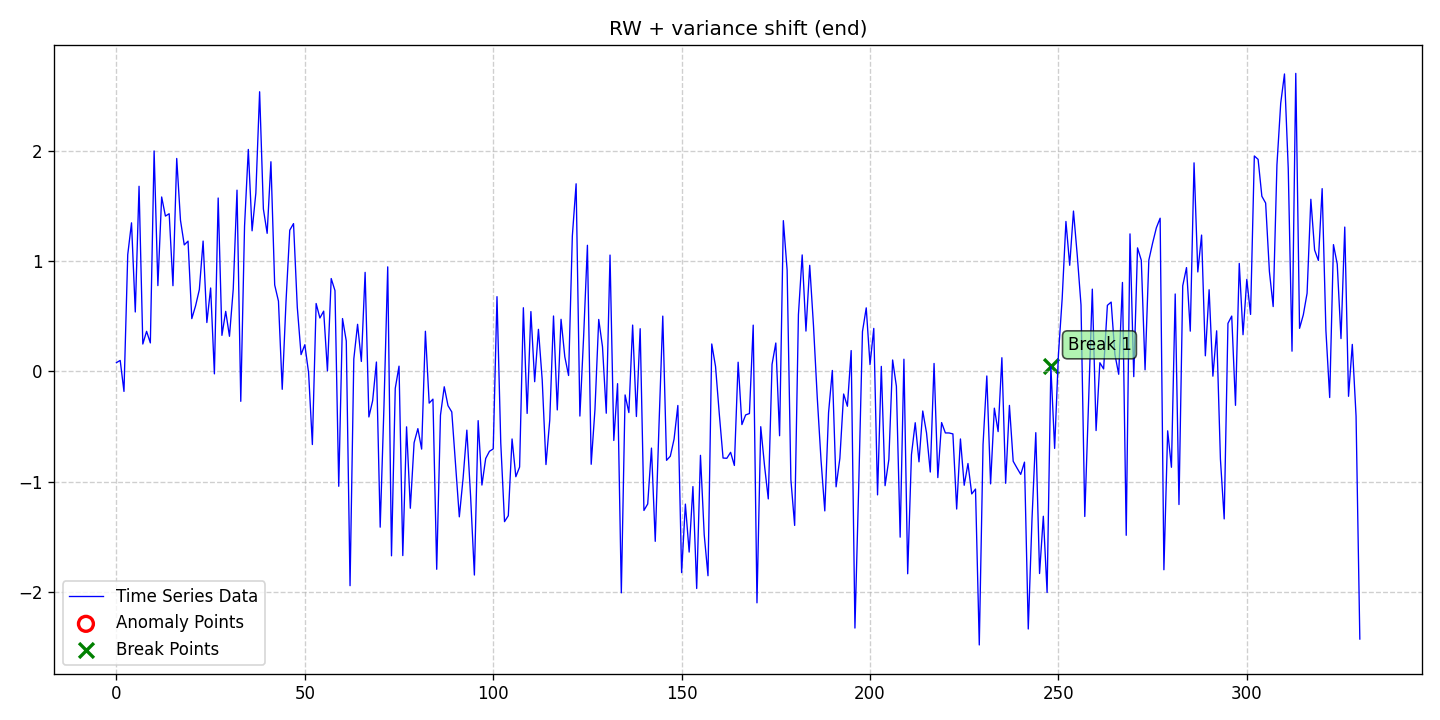 RW + variance shift (end)
2
1
0
−1
−2
Break 1
Time Series Data
Anomaly Points
Break Points
0
50
100
150
200
250
300